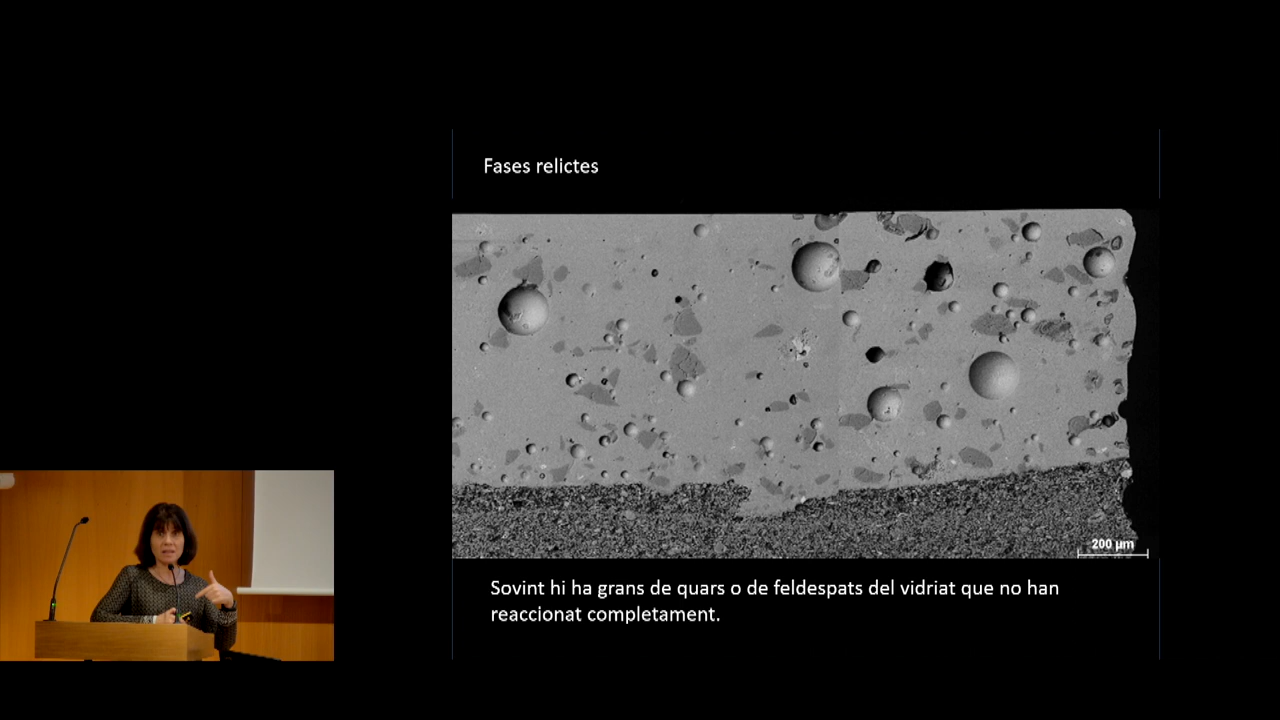 Fases relictes
200 µm
Sovint hi ha grans de quars o de feldespats del vidriat que no han
reaccionat completament.